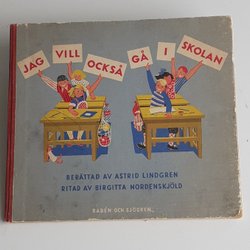 JAG VILL OCKSÅ GÅ I SKOLAN
BERÄTTAD AV ASTRID LINDGREN
RITAD AV BIRGITTA NORDENSKJÖLD
RABÉN OCH SJÖGREN